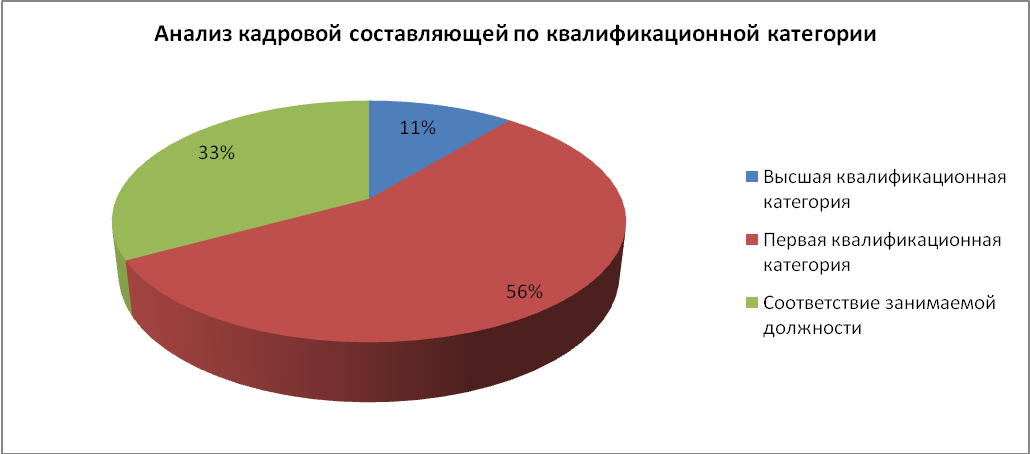 Анализ кадровой составляющей по квалификационной категории
11%
33%
56%
Высшая квалификационная
категория
Первая квалификационная
категория
Соответствие занимаемой
должности